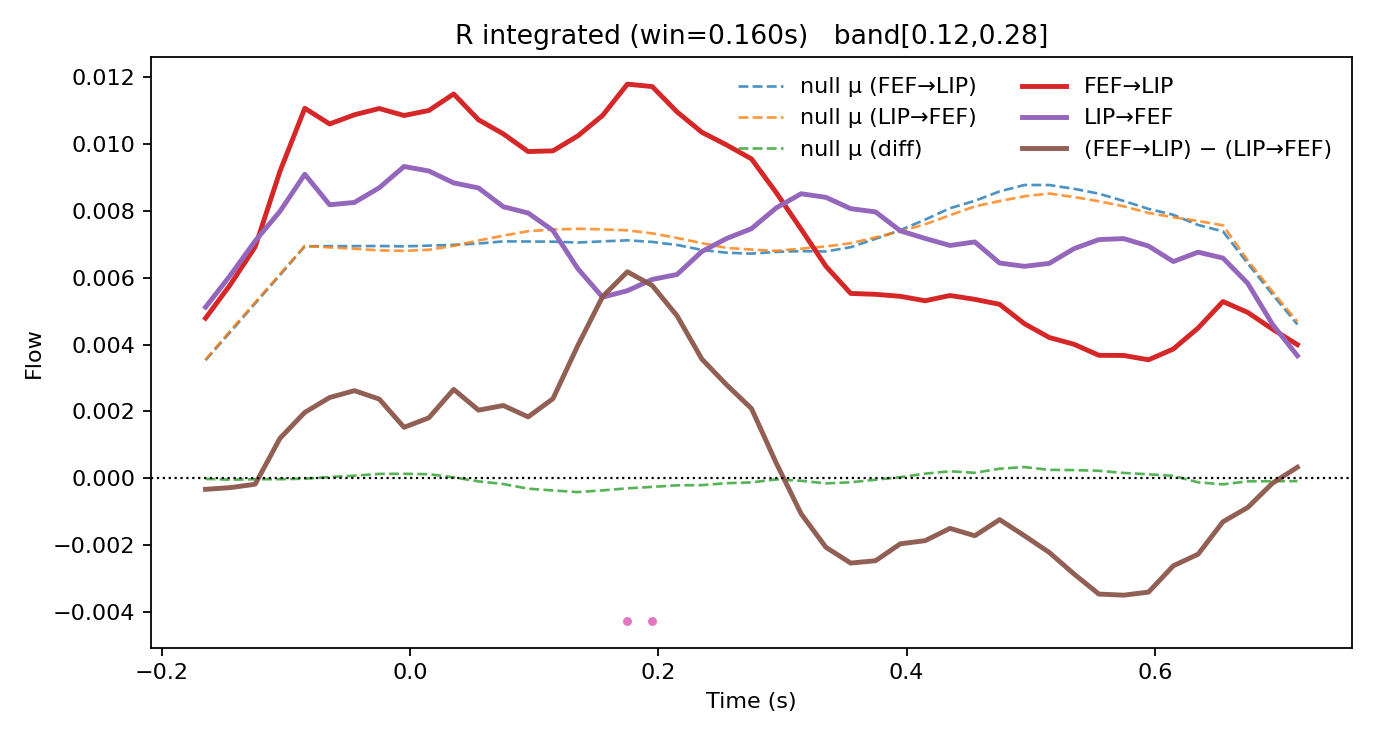 R integrated (win=0.160s)   band[0.12,0.28]
null μ (FEF→LIP)
null μ (LIP→FEF)
null μ (diff)
FEF→LIP
LIP→FEF
(FEF→LIP) − (LIP→FEF)
0.012
0.010
0.008
0.006
0.004
0.002
0.000
−0.002
−0.004
Flow
−0.2
0.0
0.2
0.4
0.6
Time (s)